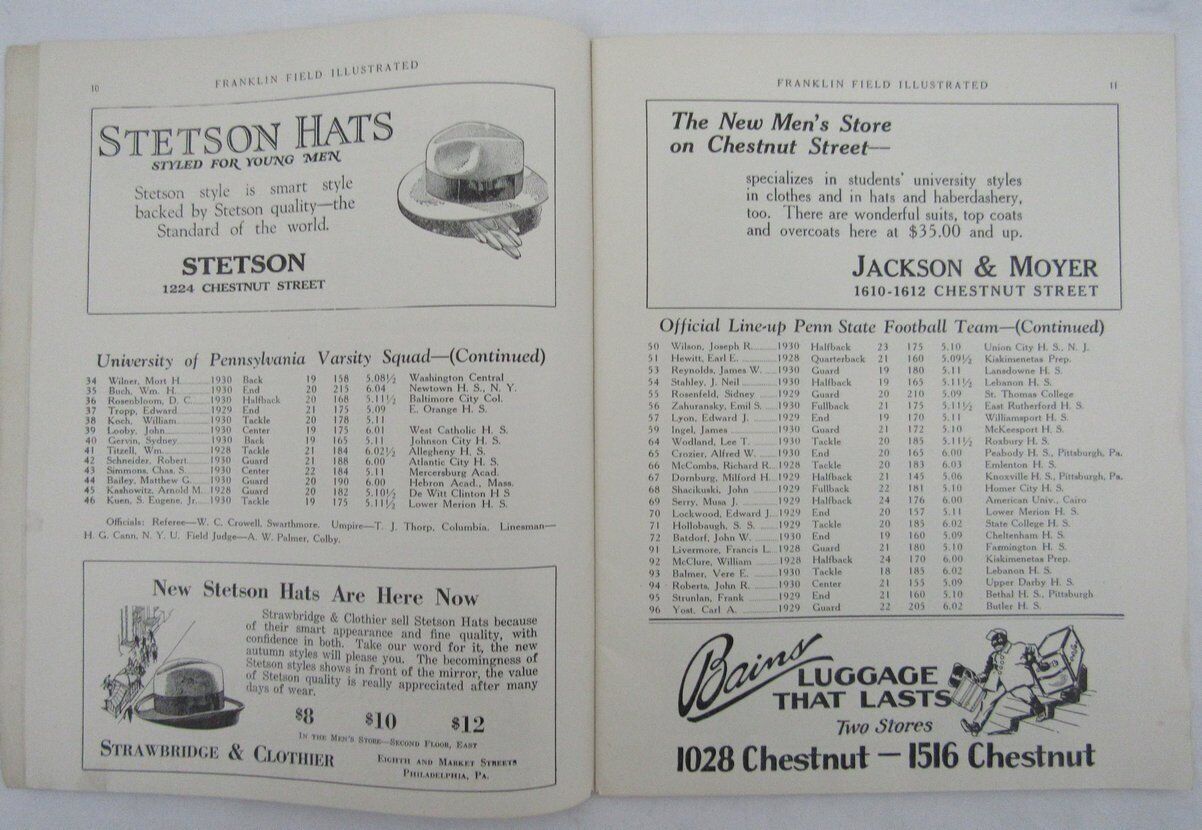 10
FRANKLIN FIELD ILLUSTRATED
STETSON HATS
STYLED FOR YOUNG MEN
Stetson style is smart style
backed by Stetson quality—the
Standard of the world.
STETSON
1224 CHESTNUT STREET
University of Pennsylvania Varsity Squad—(Continued)
34 Wilner, Mort H. 1930 Back 19 158 5.08½ Washington Central
35 Buch, Wm. H. 1930 End 20 215 6.04 Newtown H. S., N. Y.
36 Rosenbloom, D. C. 1930 Halfback 20 168 5.11½ Baltimore City Col.
37 Tropp, Edward 1929 End 21 175 5.09 E. Orange H. S.
38 Koch, William 1930 Tackle 20 178 5.11
39 Looby, John 1930 Center 19 175 6.01 West Catholic H. S.
40 Gervin, Sydney 1930 Back 19 165 5.11 Johnson City H. S.
41 Titzell, Wm. 1928 Tackle 21 184 6.02½ Allegheny H. S.
42 Schneider, Robert 1930 Guard 21 188 6.00 Atlantic City H. S.
43 Simmons, Chas. S. 1930 Center 22 184 5.11 Mercersburg Acad.
44 Bailey, Matthew G. 1930 Guard 20 190 6.00 Hebron Acad., Mass.
45 Kashowitz, Arnold M. 1928 Guard 20 182 5.10½ De Witt Clinton H S
46 Kuen, S. Eugene, Jr. 1930 Tackle 19 175 5.11½ Lower Merion H. S.
Officials: Referee—W. C. Crowell, Swarthmore. Umpire—T. J. Thorp, Columbia. Linesman—
H. G. Cann, N. Y. U. Field Judge—A. W. Palmer, Colby.
New Stetson Hats Are Here Now
Strawbridge & Clothier sell Stetson Hats because
of their smart appearance and fine quality, with
confidence in both. Take our word for it, the new
autumn styles will please you. The becomingness of
Stetson styles shows in front of the mirror, the value
of Stetson quality is really appreciated after many
days of wear.
$8 $10 $12
IN THE MEN'S STORE—SECOND FLOOR, EAST
STRAWBRIDGE & CLOTHIER
EIGHTH AND MARKET STREETS
PHILADELPHIA, PA.
FRANKLIN FIELD ILLUSTRATED
11
The New Men's Store
on Chestnut Street—
specializes in students' university styles
in clothes and in hats and haberdashery,
too. There are wonderful suits, top coats
and overcoats here at $35.00 and up.
JACKSON & MOYER
1610-1612 CHESTNUT STREET
Official Line-up Penn State Football Team—(Continued)
50 Wilson, Joseph R. 1930 Halfback 23 175 5.10 Union City H. S., N. J.
51 Hewitt, Earl E. 1928 Quarterback 21 160 5.09½ Kiskimenetas Prep.
53 Reynolds, James W. 1930 Guard 19 180 5.11 Lansdowne H. S.
54 Stahley, J. Neil 1930 Halfback 19 165 5.11½ Lebanon H. S.
55 Rosenfeld, Sidney 1929 Guard 20 210 5.09 St. Thomas College
56 Zahuransky, Emil S. 1930 Fullback 21 175 5.11½ East Rutherford H. S.
57 Lyon, Edward J. 1929 End 19 170 5.11 Williamsport H. S.
59 Ingel, James 1930 Guard 21 172 5.10 McKeesport H. S.
64 Wodland, Lee T. 1930 Tackle 20 185 5.11½ Roxbury H. S.
65 Crozier, Alfred W. 1930 End 20 165 6.00 Peabody H. S., Pittsburgh, Pa.
66 McCombs, Richard R. 1928 Tackle 20 183 6.03 Emlenton H. S.
67 Dornburg, Milford H. 1929 Halfback 21 145 5.06 Knoxville H. S., Pittsburgh, Pa.
68 Shacikuski, John 1929 Fullback 22 181 5.10 Homer City H. S.
69 Serry, Musa J. 1929 Halfback 24 176 6.00 American Univ., Cairo
70 Lockwood, Edward J. 1929 End 20 157 5.11 Lower Merion H. S.
71 Hollobaugh, S. S. 1929 Tackle 20 185 6.02 State College H. S.
72 Batdorf, John W. 1930 End 19 160 5.09 Cheltenham H. S.
91 Livermore, Francis L. 1928 Guard 21 180 5.10 Farmington H. S.
92 McClure, William 1928 Halfback 24 170 6.00 Kiskimenetas Prep.
93 Balmer, Vere E. 1930 Tackle 18 185 6.02 Lebanon H. S.
94 Roberts, John R. 1930 Center 21 155 5.09 Upper Darby H. S.
95 Strunlan, Frank 1929 End 21 160 5.10 Bethal H. S., Pittsburgh
96 Yost, Carl A. 1929 Guard 22 205 6.02 Butler H. S.
Bains
LUGGAGE
THAT LASTS
Two Stores
1028 Chestnut — 1516 Chestnut